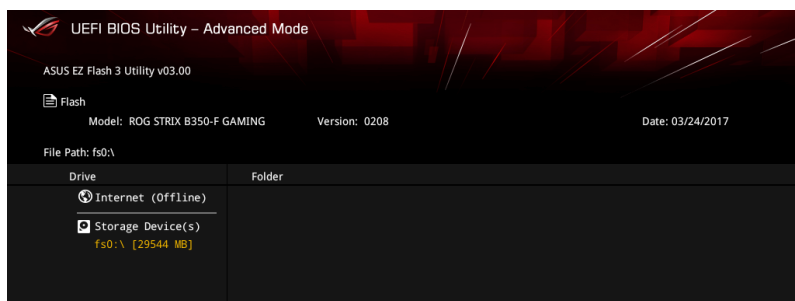 UEFI BIOS Utility – Advanced Mode
ASUS EZ Flash 3 Utility v03.00
Flash
Model: ROG STRIX B350-F GAMING Version: 0208 Date: 03/24/2017
File Path: fs0:\
Drive Folder
Internet (Offline)
Storage Device(s)
fs0:\ [29544 MB]